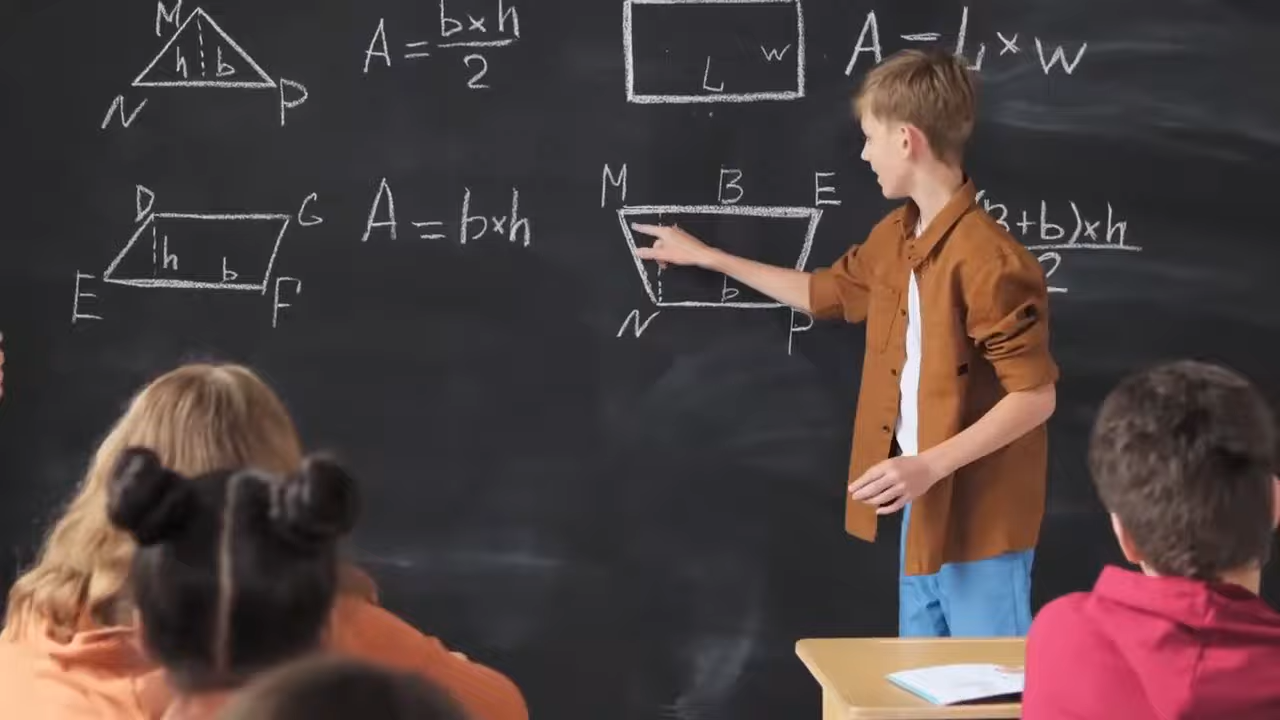 M
h b
N P
A = b×h
2
L w
A = L×w
D G
h b
E F
A = b×h
M B E
b
N P
B+b)×h
2